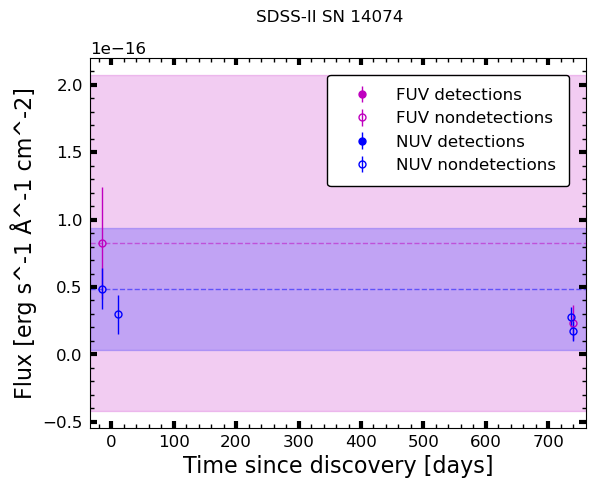 SDSS-II SN 14074
1e−16
FUV detections
FUV nondetections
NUV detections
NUV nondetections
2.0
1.5
1.0
0.5
0.0
−0.5
Flux [erg s^-1 Å^-1 cm^-2]
0 100 200 300 400 500 600 700
Time since discovery [days]